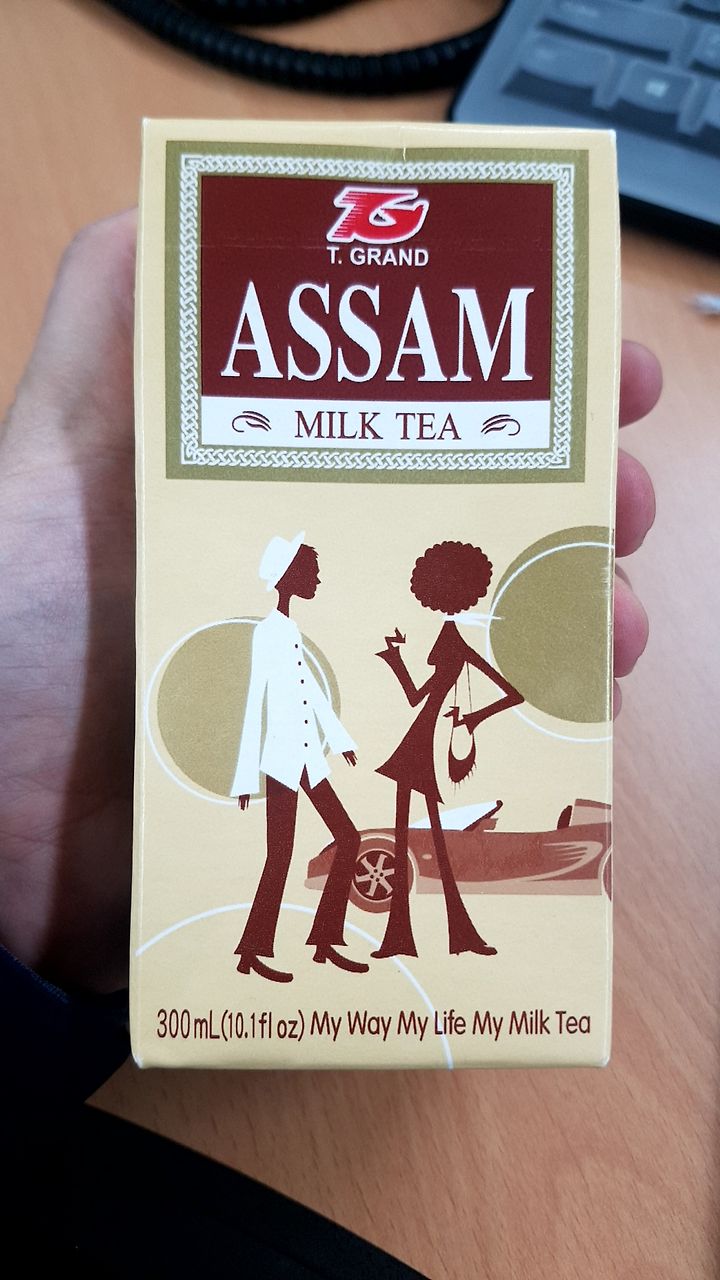 TG
T. GRAND
ASSAM
MILK TEA
300 mL (10.1 fl oz) My Way My Life My Milk Tea